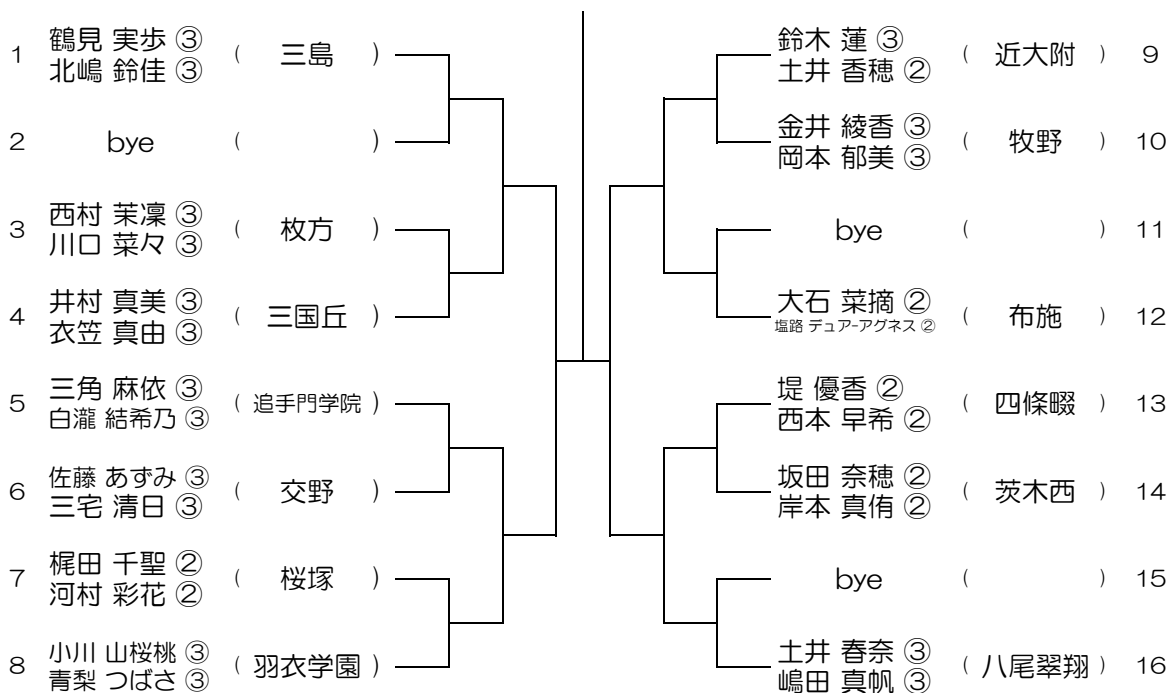 1 鶴見 実歩 ③ ( 三島 )
北嶋 鈴佳 ③
2 bye ( )
3 西村 茉凜 ③ ( 枚方 )
川口 菜々 ③
4 井村 真美 ③ ( 三国丘 )
衣笠 真由 ③
5 三角 麻依 ③ ( 追手門学院 )
白瀧 結希乃 ③
6 佐藤 あずみ ③ ( 交野 )
三宅 清日 ③
7 梶田 千聖 ② ( 桜塚 )
河村 彩花 ②
8 小川 山桜桃 ③ ( 羽衣学園 )
青梨 つばさ ③
鈴木 蓮 ③ ( 近大附 ) 9
土井 香穂 ②
金井 綾香 ③ ( 牧野 ) 10
岡本 郁美 ③
bye ( ) 11
大石 菜摘 ② ( 布施 ) 12
塩路 デュアーアグネス ②
堤 優香 ② ( 四條畷 ) 13
西本 早希 ②
坂田 奈穂 ② ( 茨木西 ) 14
岸本 真侑 ②
bye ( ) 15
土井 春奈 ③ ( 八尾翠翔 ) 16
嶋田 真帆 ③